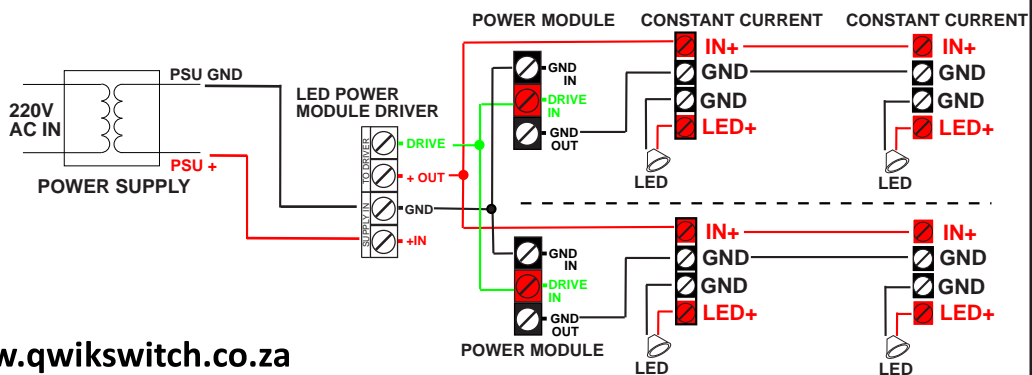 POWER MODULE
CONSTANT CURRENT
CONSTANT CURRENT
220V
AC IN
PSU GND
PSU +
POWER SUPPLY
LED POWER
MODULE DRIVER
TO DRIVER
SUPPLY IN
DRIVE
+ OUT
GND
+IN
GND
IN
DRIVE
IN
GND
OUT
IN+
GND
GND
LED+
LED
IN+
GND
GND
LED+
LED
GND
IN
DRIVE
IN
GND
OUT
POWER MODULE
IN+
GND
GND
LED+
LED
IN+
GND
GND
LED+
LED
w.qwikswitch.co.za